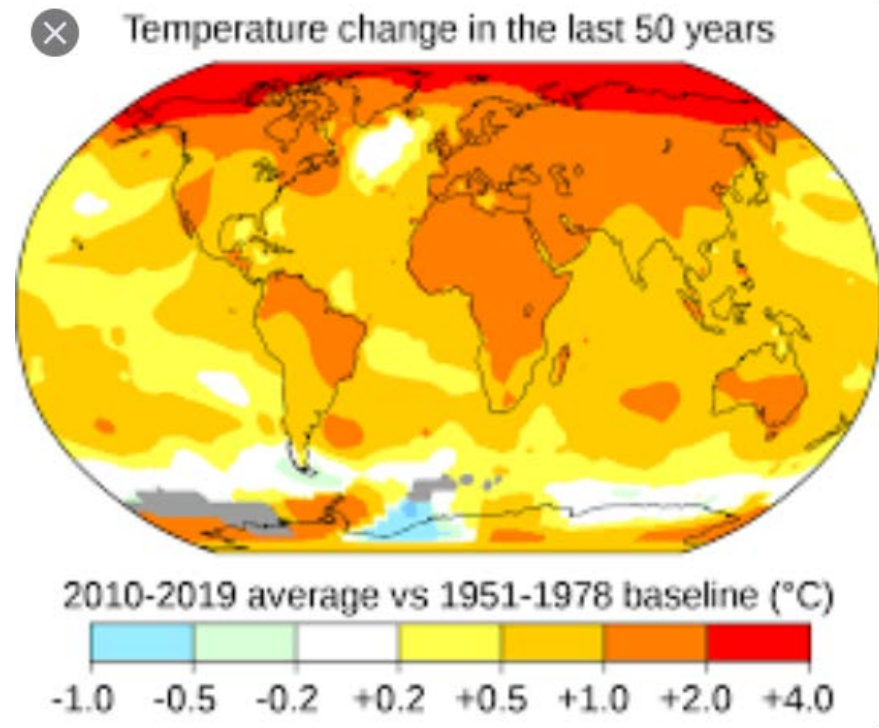 Temperature change in the last 50 years
2010-2019 average vs 1951-1978 baseline (°C)
-1.0 -0.5 -0.2 +0.2 +0.5 +1.0 +2.0 +4.0